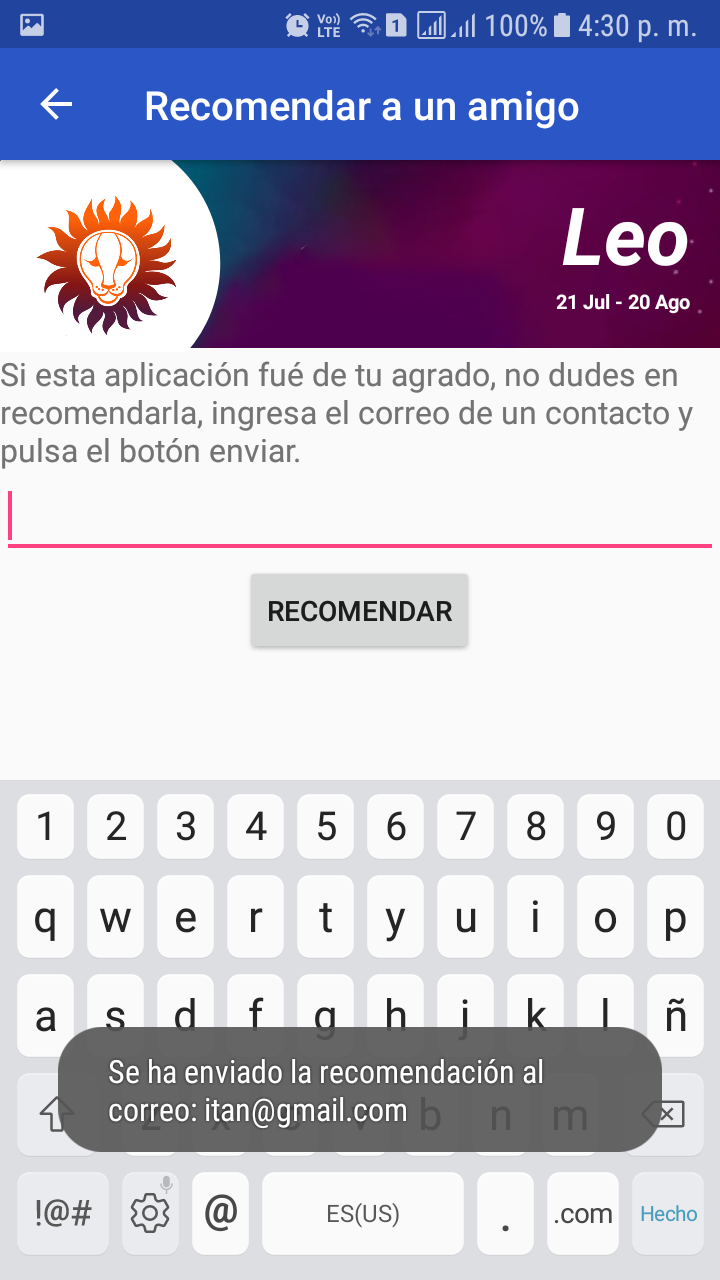 Vo))
LTE
1
100%
4:30 p. m.
Recomendar a un amigo
Leo
21 Jul - 20 Ago
Si esta aplicación fué de tu agrado, no dudes en
recomendarla, ingresa el correo de un contacto y
pulsa el botón enviar.
RECOMENDAR
1 2 3 4 5 6 7 8 9 0
q w e r t y u i o p
a s d f g h j k l ñ
Se ha enviado la recomendación al
correo: itan@gmail.com
z x c v b n m
!@# @ ES(US) . .com Hecho